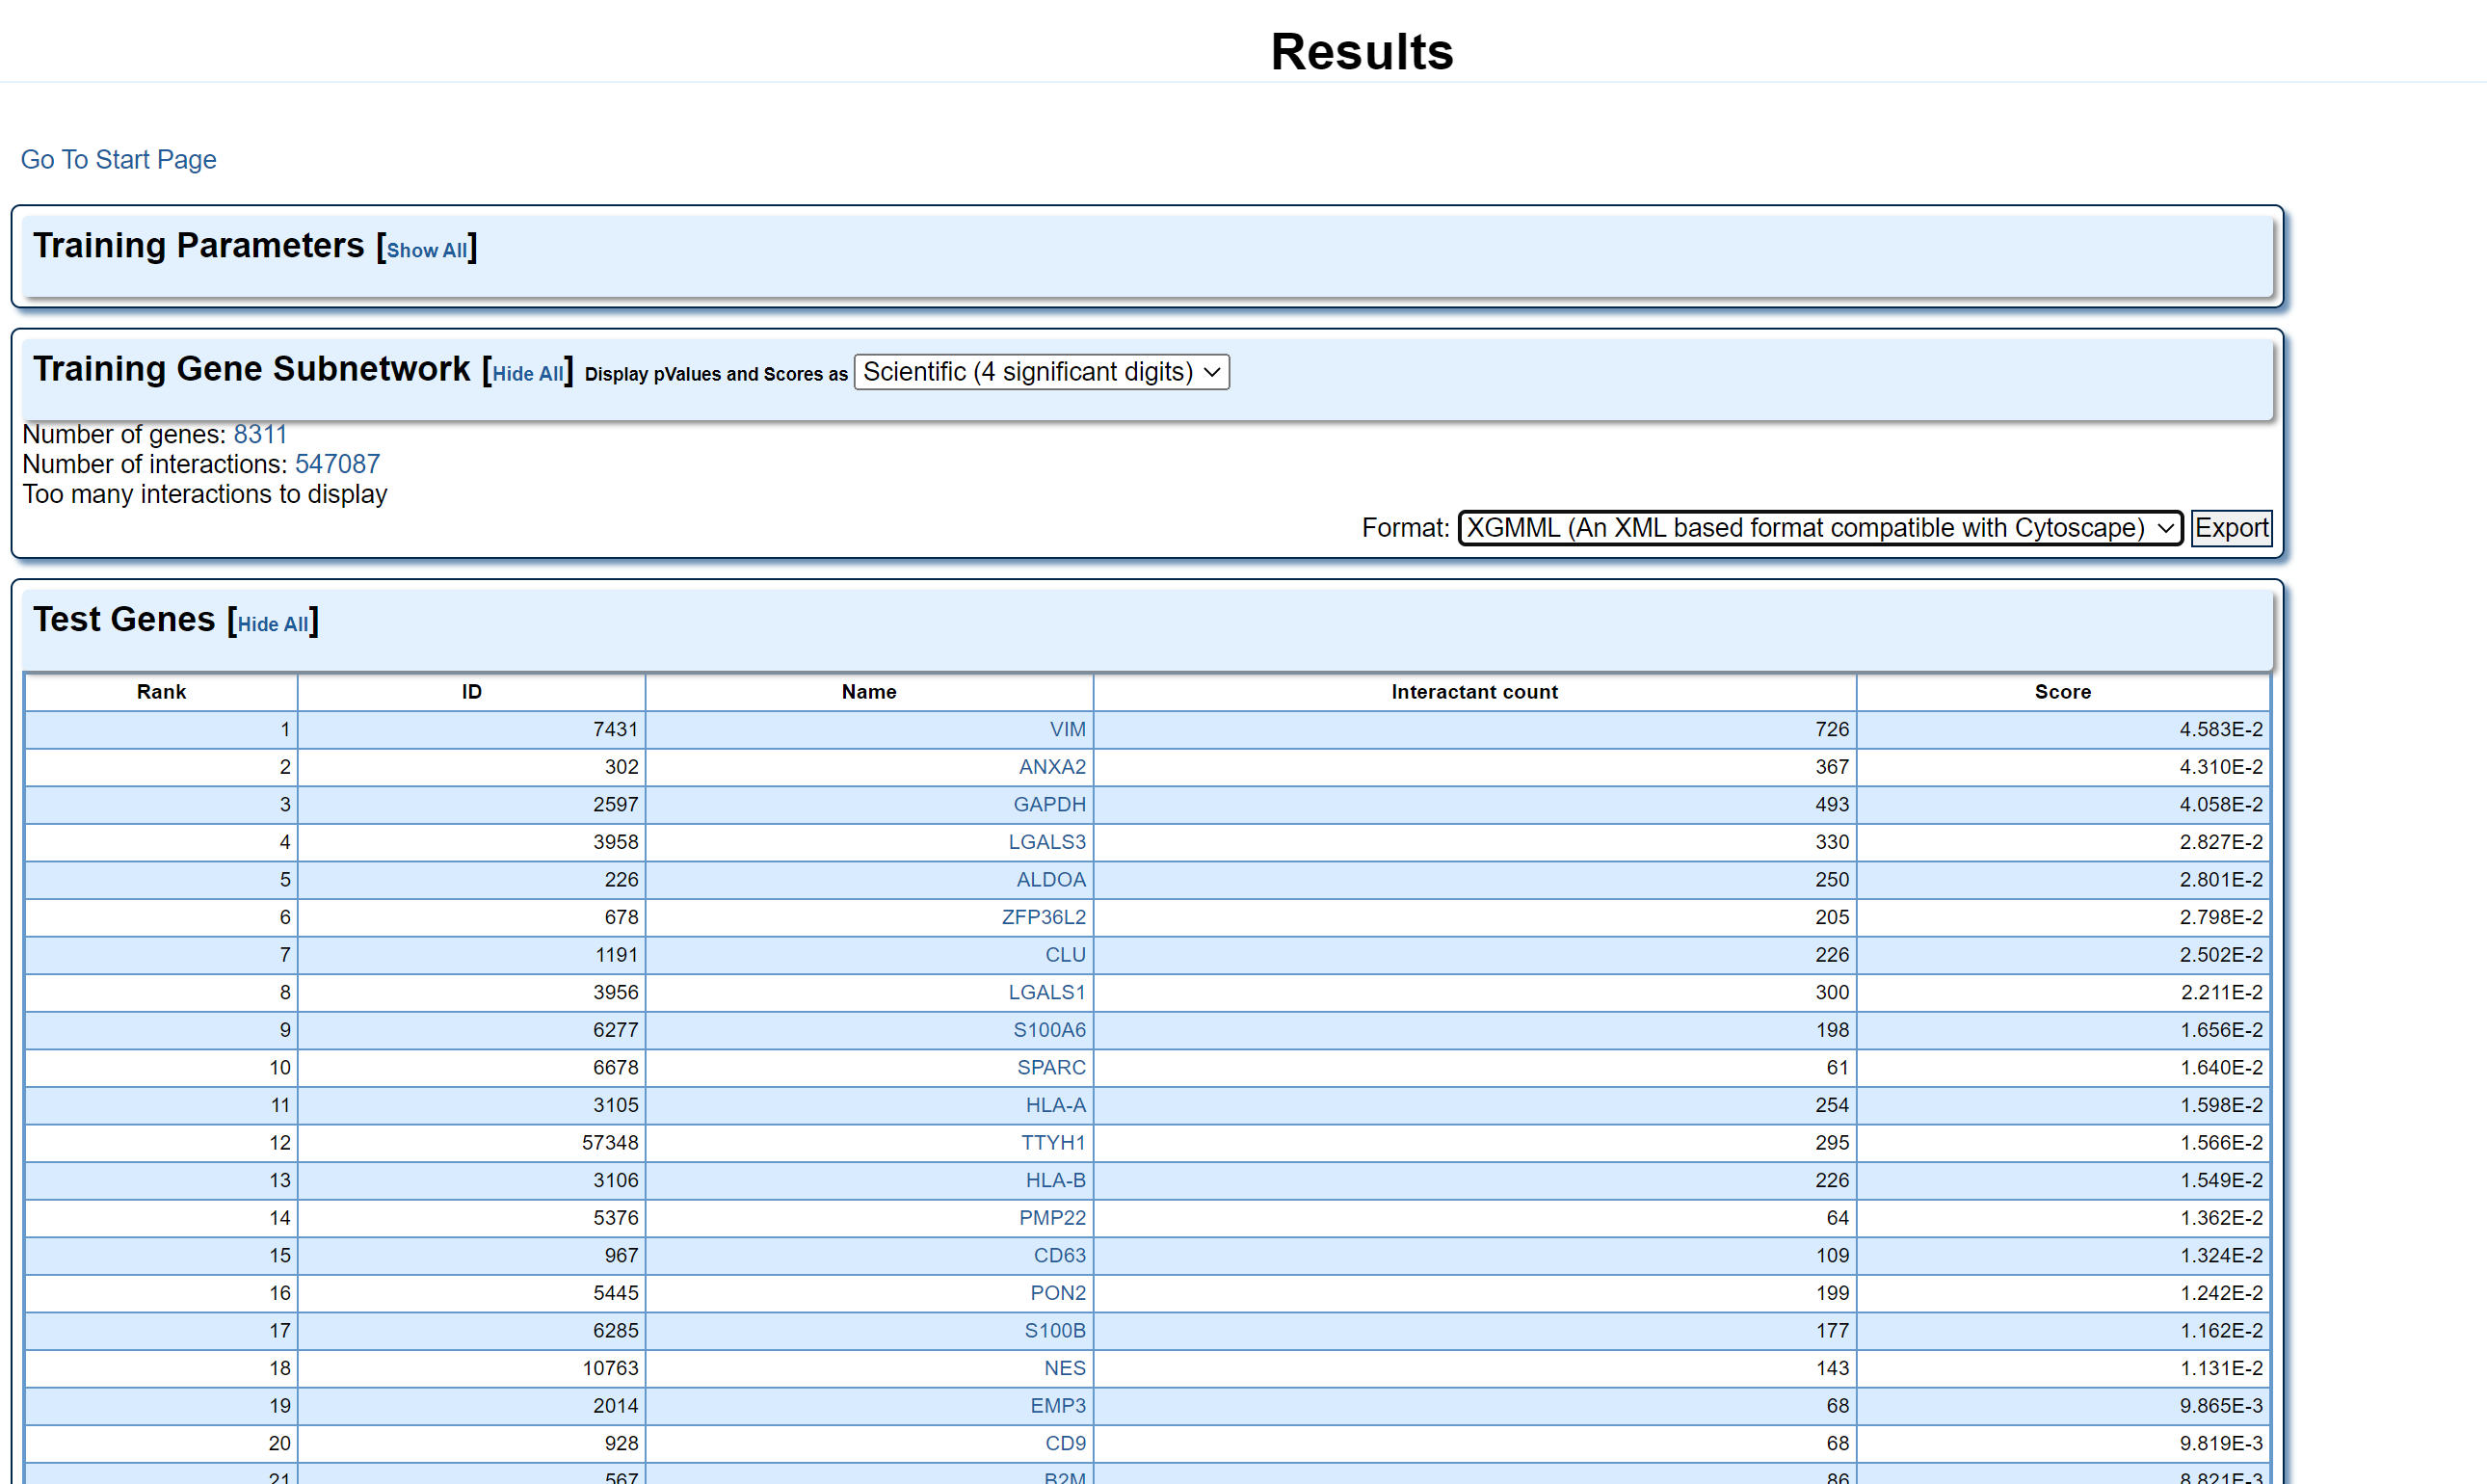 Results
Go To Start Page
Training Parameters [Show All]
Training Gene Subnetwork [Hide All] Display pValues and Scores as Scientific (4 significant digits)
Number of genes: 8311
Number of interactions: 547087
Too many interactions to display
Format: XGMML (An XML based format compatible with Cytoscape) Export
Test Genes [Hide All]
Rank ID Name Interactant count Score
1 7431 VIM 726 4.583E-2
2 302 ANXA2 367 4.310E-2
3 2597 GAPDH 493 4.058E-2
4 3958 LGALS3 330 2.827E-2
5 226 ALDOA 250 2.801E-2
6 678 ZFP36L2 205 2.798E-2
7 1191 CLU 226 2.502E-2
8 3956 LGALS1 300 2.211E-2
9 6277 S100A6 198 1.656E-2
10 6678 SPARC 61 1.640E-2
11 3105 HLA-A 254 1.598E-2
12 57348 TTYH1 295 1.566E-2
13 3106 HLA-B 226 1.549E-2
14 5376 PMP22 64 1.362E-2
15 967 CD63 109 1.324E-2
16 5445 PON2 199 1.242E-2
17 6285 S100B 177 1.162E-2
18 10763 NES 143 1.131E-2
19 2014 EMP3 68 9.865E-3
20 928 CD9 68 9.819E-3
21 567 B2M 86 8.821E-3